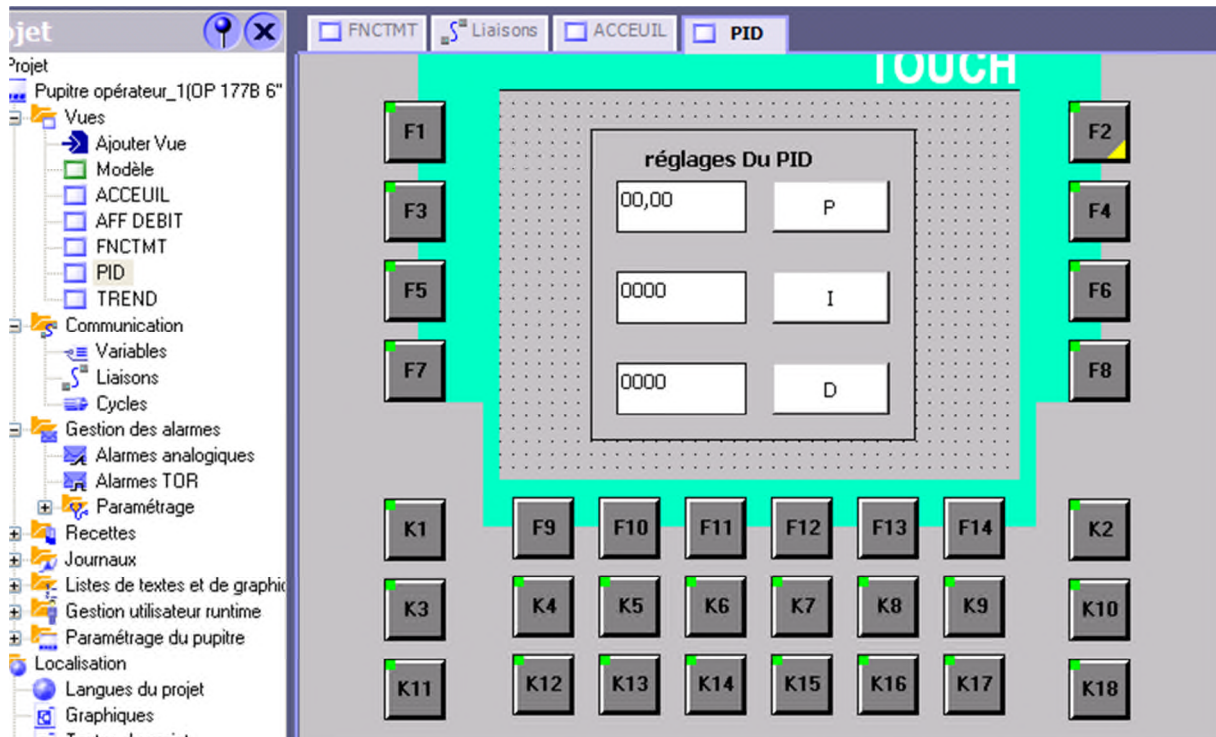 jet
FNCTMT Liaisons ACCEUIL PID
Projet
Pupitre opérateur_1(OP 177B 6"
Vues
Ajouter Vue
Modèle
ACCEUIL
AFF DEBIT
FNCTMT
PID
TREND
Communication
Variables
Liaisons
Cycles
Gestion des alarmes
Alarmes analogiques
Alarmes TOR
Paramétrage
Recettes
Journaux
Listes de textes et de graphic
Gestion utilisateur runtime
Paramétrage du pupitre
Localisation
Langues du projet
Graphiques
TOUCH
F1 F2
réglages Du PID
00,00 P
F3 F4
0000 I
F5 F6
0000 D
F7 F8
K1 F9 F10 F11 F12 F13 F14 K2
K3 K4 K5 K6 K7 K8 K9 K10
K11 K12 K13 K14 K15 K16 K17 K18